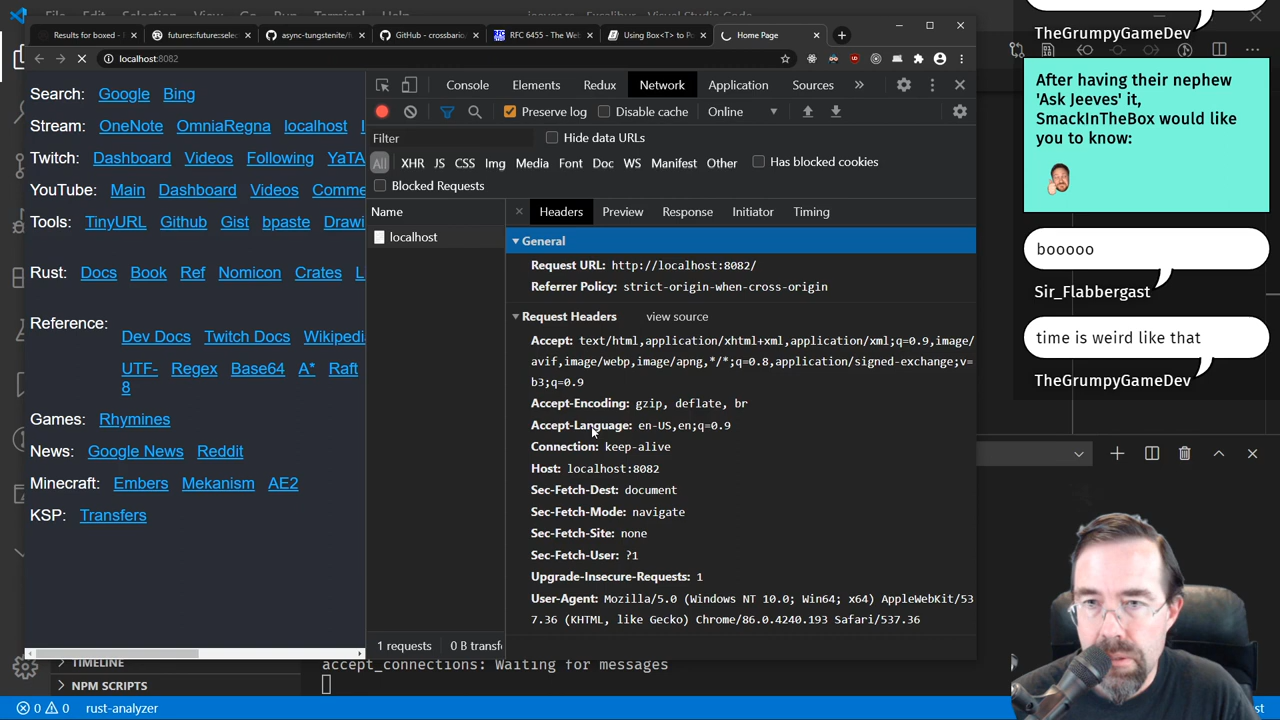 Results for boxed -
futures::future::selec
async-tungstenite/f
GitHub - crossbario
RFC 6455 - The Web
Using Box<T> to Po
Home Page
localhost:8082
Search: Google Bing
Stream: OneNote OmniaRegna localhost
Twitch: Dashboard Videos Following YaTA
YouTube: Main Dashboard Videos Comme
Tools: TinyURL Github Gist bpaste Drawi
Rust: Docs Book Ref Nomicon Crates L
Reference:
Dev Docs Twitch Docs Wikipedi
UTF-8 Regex Base64 A* Raft
Games: Rhymines
News: Google News Reddit
Minecraft: Embers Mekanism AE2
KSP: Transfers
Console Elements Redux Network Application Sources
Preserve log Disable cache Online
Filter Hide data URLs
All XHR JS CSS Img Media Font Doc WS Manifest Other Has blocked cookies
Blocked Requests
Name
localhost
Headers Preview Response Initiator Timing
General
Request URL: http://localhost:8082/
Referrer Policy: strict-origin-when-cross-origin
Request Headers view source
Accept: text/html,application/xhtml+xml,application/xml;q=0.9,image/
avif,image/webp,image/apng,*/*;q=0.8,application/signed-exchange;v=
b3;q=0.9
Accept-Encoding: gzip, deflate, br
Accept-Language: en-US,en;q=0.9
Connection: keep-alive
Host: localhost:8082
Sec-Fetch-Dest: document
Sec-Fetch-Mode: navigate
Sec-Fetch-Site: none
Sec-Fetch-User: ?1
Upgrade-Insecure-Requests: 1
User-Agent: Mozilla/5.0 (Windows NT 10.0; Win64; x64) AppleWebKit/53
7.36 (KHTML, like Gecko) Chrome/86.0.4240.193 Safari/537.36
1 requests 0 B transf
TIMELINE
NPM SCRIPTS
accept_connections: Waiting for messages
0 0 rust-analyzer
TheGrumpyGameDev
After having their nephew
'Ask Jeeves' it,
SmackInTheBox would like
you to know:
booooo
Sir_Flabbergast
time is weird like that
TheGrumpyGameDev